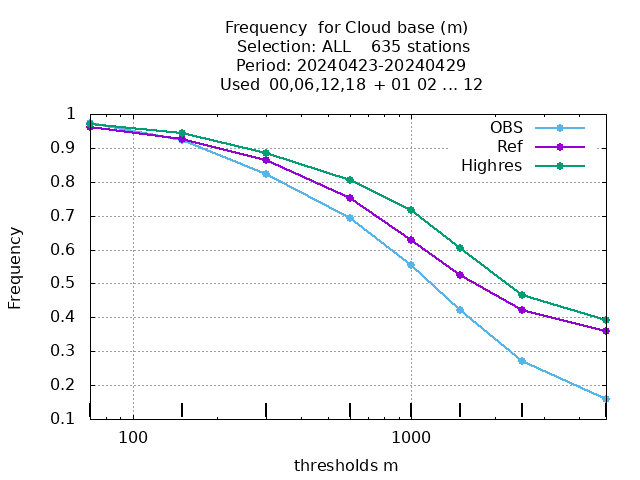 Frequency  for Cloud base (m)
Selection: ALL    635 stations
Period: 20240423-20240429
Used  00,06,12,18  + 01 02 ... 12
OBS
Ref
Highres
1
0.9
0.8
0.7
0.6
0.5
0.4
0.3
0.2
0.1
Frequency
100
1000
thresholds m